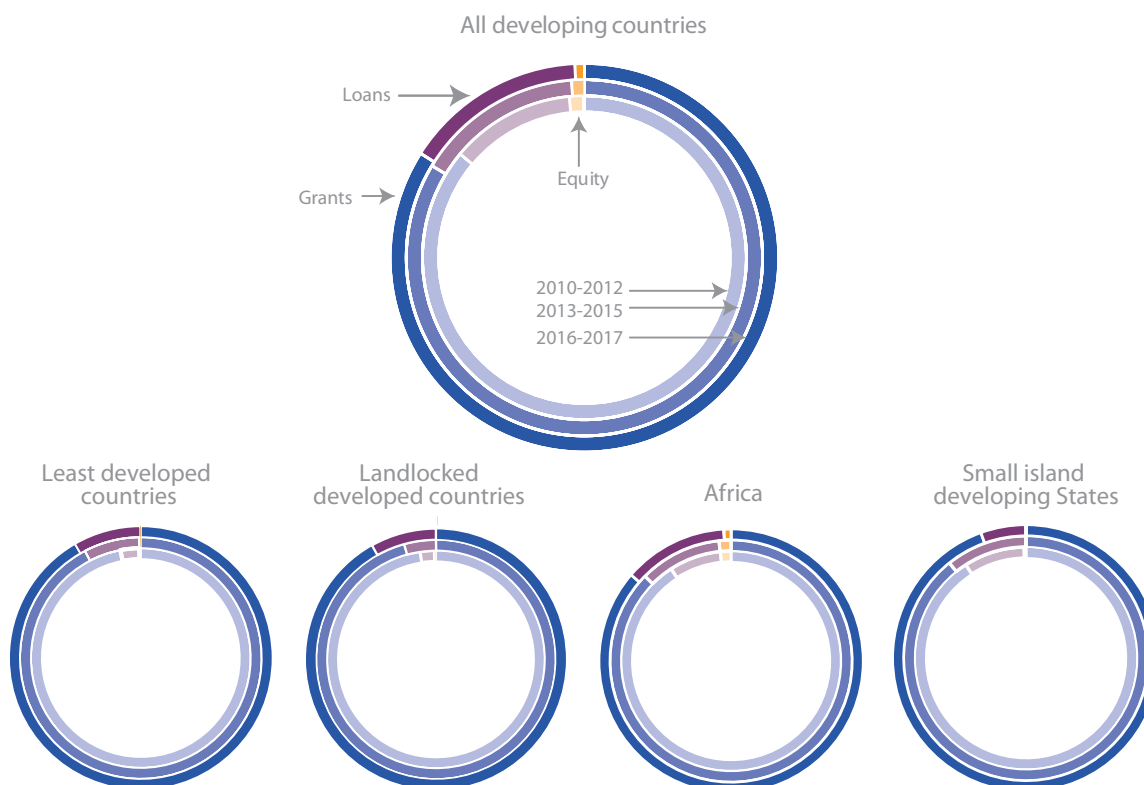 All developing countries
Loans
Grants
Equity
2010-2012
2013-2015
2016-2017
Least developed
countries
Landlocked
developed countries
Africa
Small island
developing States